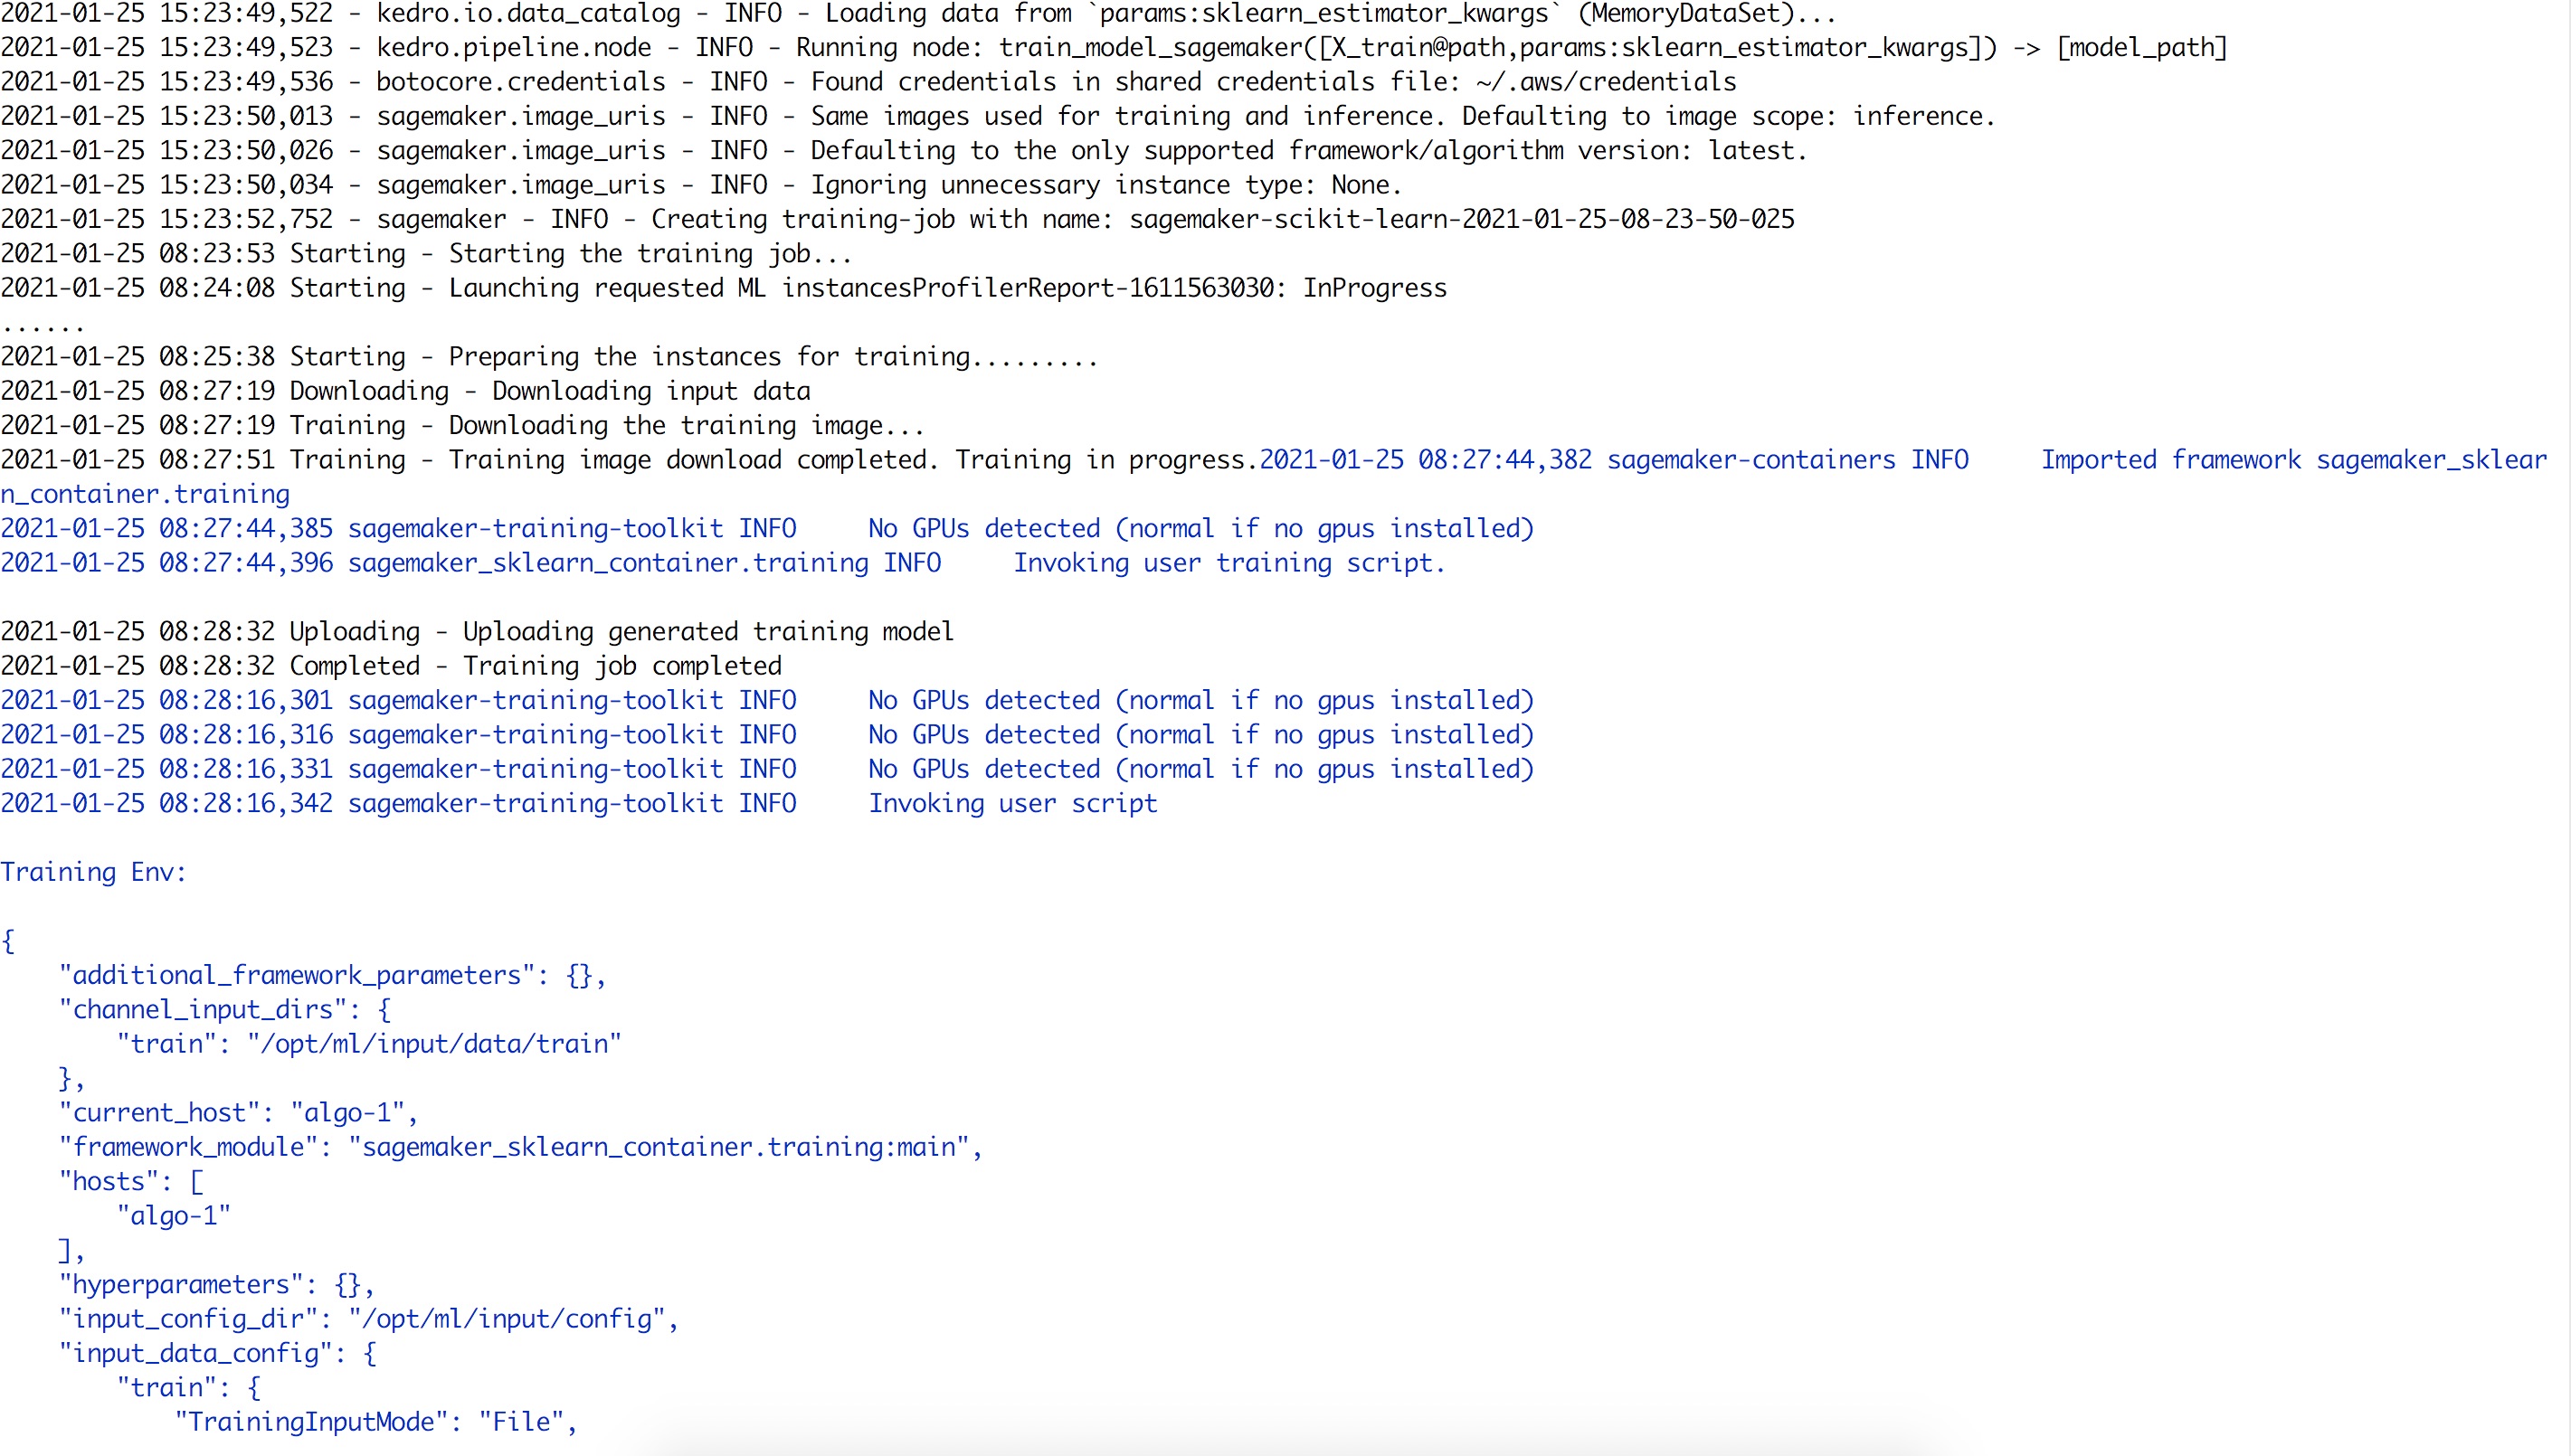 2021-01-25 15:23:49,522 - kedro.io.data_catalog - INFO - Loading data from `params:sklearn_estimator_kwargs` (MemoryDataSet)...
2021-01-25 15:23:49,523 - kedro.pipeline.node - INFO - Running node: train_model_sagemaker([X_train@path,params:sklearn_estimator_kwargs]) -> [model_path]
2021-01-25 15:23:49,536 - botocore.credentials - INFO - Found credentials in shared credentials file: ~/.aws/credentials
2021-01-25 15:23:50,013 - sagemaker.image_uris - INFO - Same images used for training and inference. Defaulting to image scope: inference.
2021-01-25 15:23:50,026 - sagemaker.image_uris - INFO - Defaulting to the only supported framework/algorithm version: latest.
2021-01-25 15:23:50,034 - sagemaker.image_uris - INFO - Ignoring unnecessary instance type: None.
2021-01-25 15:23:52,752 - sagemaker - INFO - Creating training-job with name: sagemaker-scikit-learn-2021-01-25-08-23-50-025
2021-01-25 08:23:53 Starting - Starting the training job...
2021-01-25 08:24:08 Starting - Launching requested ML instancesProfilerReport-1611563030: InProgress
......
2021-01-25 08:25:38 Starting - Preparing the instances for training.........
2021-01-25 08:27:19 Downloading - Downloading input data
2021-01-25 08:27:19 Training - Downloading the training image...
2021-01-25 08:27:51 Training - Training image download completed. Training in progress.2021-01-25 08:27:44,382 sagemaker-containers INFO     Imported framework sagemaker_sklear
n_container.training
2021-01-25 08:27:44,385 sagemaker-training-toolkit INFO     No GPUs detected (normal if no gpus installed)
2021-01-25 08:27:44,396 sagemaker_sklearn_container.training INFO     Invoking user training script.
2021-01-25 08:28:32 Uploading - Uploading generated training model
2021-01-25 08:28:32 Completed - Training job completed
2021-01-25 08:28:16,301 sagemaker-training-toolkit INFO     No GPUs detected (normal if no gpus installed)
2021-01-25 08:28:16,316 sagemaker-training-toolkit INFO     No GPUs detected (normal if no gpus installed)
2021-01-25 08:28:16,331 sagemaker-training-toolkit INFO     No GPUs detected (normal if no gpus installed)
2021-01-25 08:28:16,342 sagemaker-training-toolkit INFO     Invoking user script
Training Env:
{
    "additional_framework_parameters": {},
    "channel_input_dirs": {
        "train": "/opt/ml/input/data/train"
    },
    "current_host": "algo-1",
    "framework_module": "sagemaker_sklearn_container.training:main",
    "hosts": [
        "algo-1"
    ],
    "hyperparameters": {},
    "input_config_dir": "/opt/ml/input/config",
    "input_data_config": {
        "train": {
            "TrainingInputMode": "File",